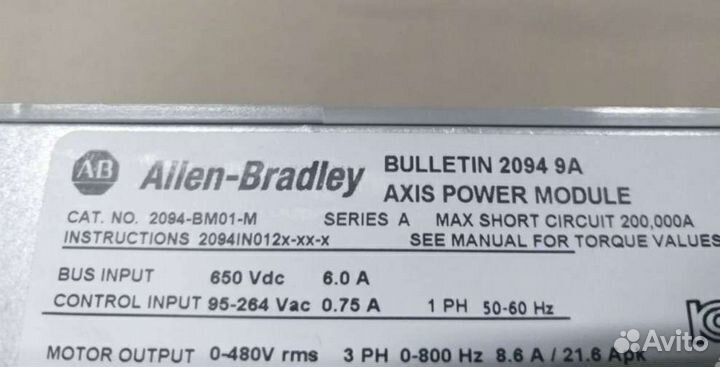 AB Allen-Bradley
BULLETIN 2094 9A
AXIS POWER MODULE
CAT. NO. 2094-BM01-M SERIES A MAX SHORT CIRCUIT 200,000A
INSTRUCTIONS 2094IN012x-xx-x SEE MANUAL FOR TORQUE VALUES
BUS INPUT 650 Vdc 6.0 A
CONTROL INPUT 95-264 Vac 0.75 A 1 PH 50-60 Hz
MOTOR OUTPUT 0-480V rms 3 PH 0-800 Hz 8.6 A / 21.6 Apk
Avito